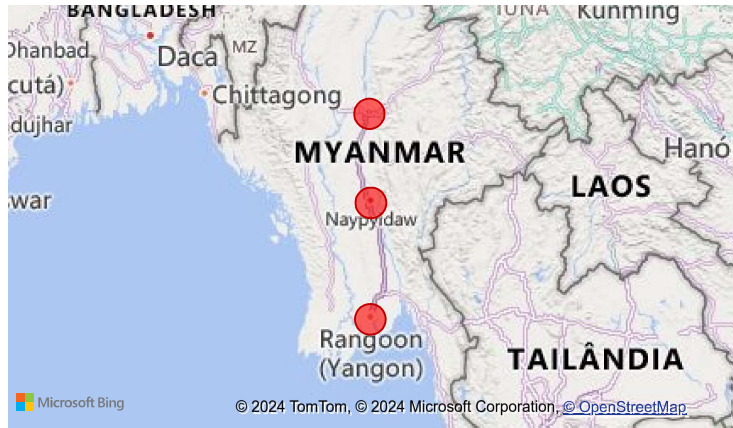 BANGLADESH
Kunming
Dhanbad
Daca
MZ
cutá)
Chittagong
dujhar
MYANMAR
Hanó
LAOS
swar
Naypyidaw
Rangoon
(Yangon)
TAILÂNDIA
Microsoft Bing
© 2024 TomTom, © 2024 Microsoft Corporation, © OpenStreetMap